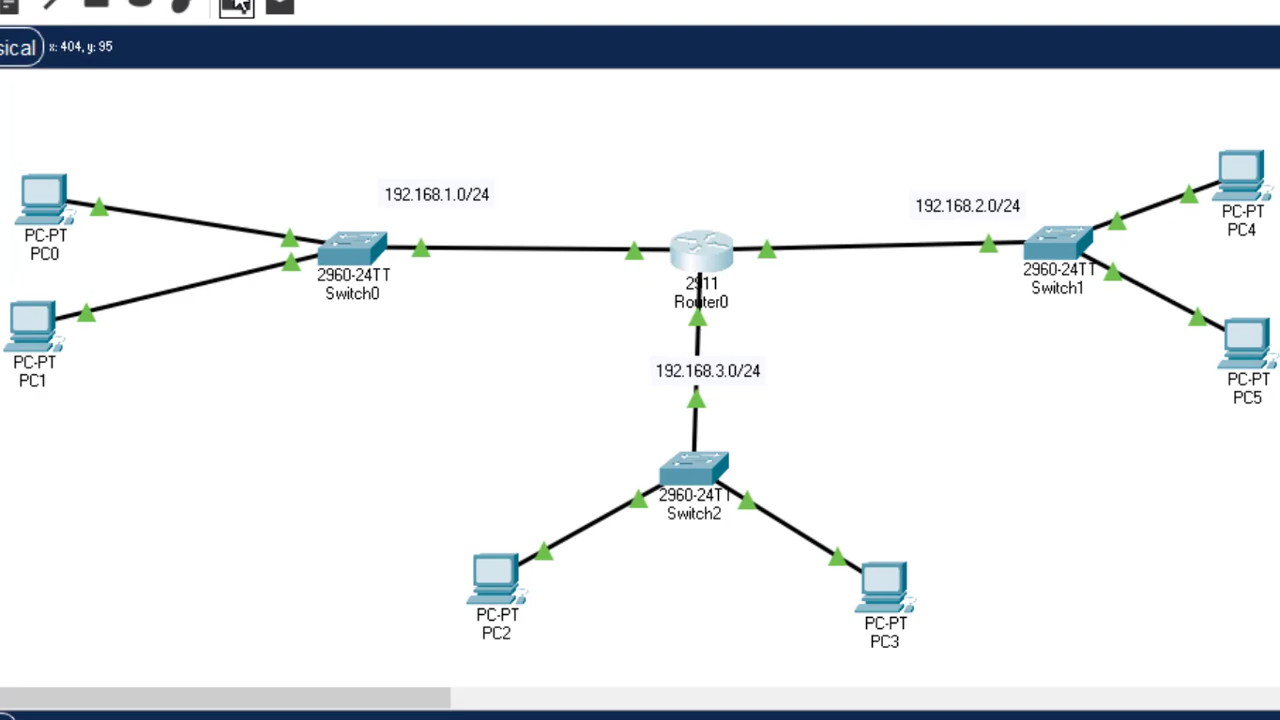 sical
x: 404, y: 95
PC-PT
PC0
192.168.1.0/24
2960-24TT
Switch0
PC-PT
PC1
2911
Router0
192.168.2.0/24
2960-24TT
Switch1
PC-PT
PC4
PC-PT
PC5
192.168.3.0/24
2960-24TT
Switch2
PC-PT
PC2
PC-PT
PC3